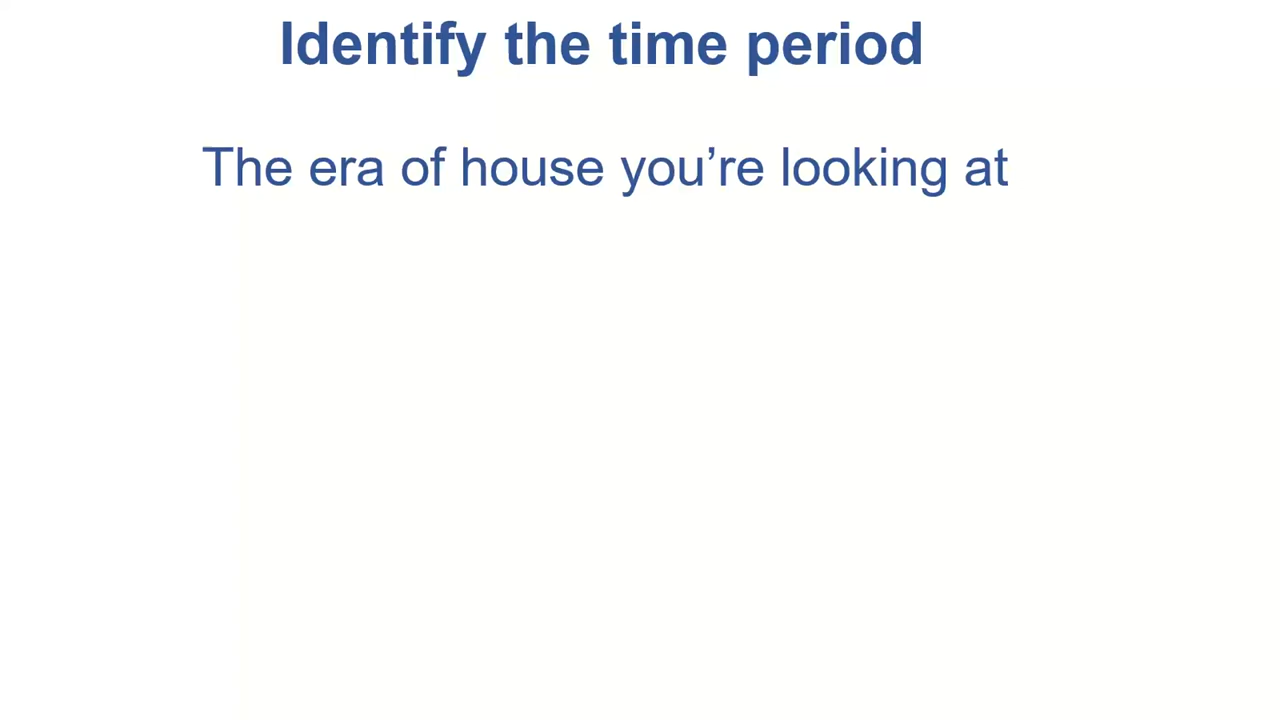 Identify the time period
The era of house you’re looking at